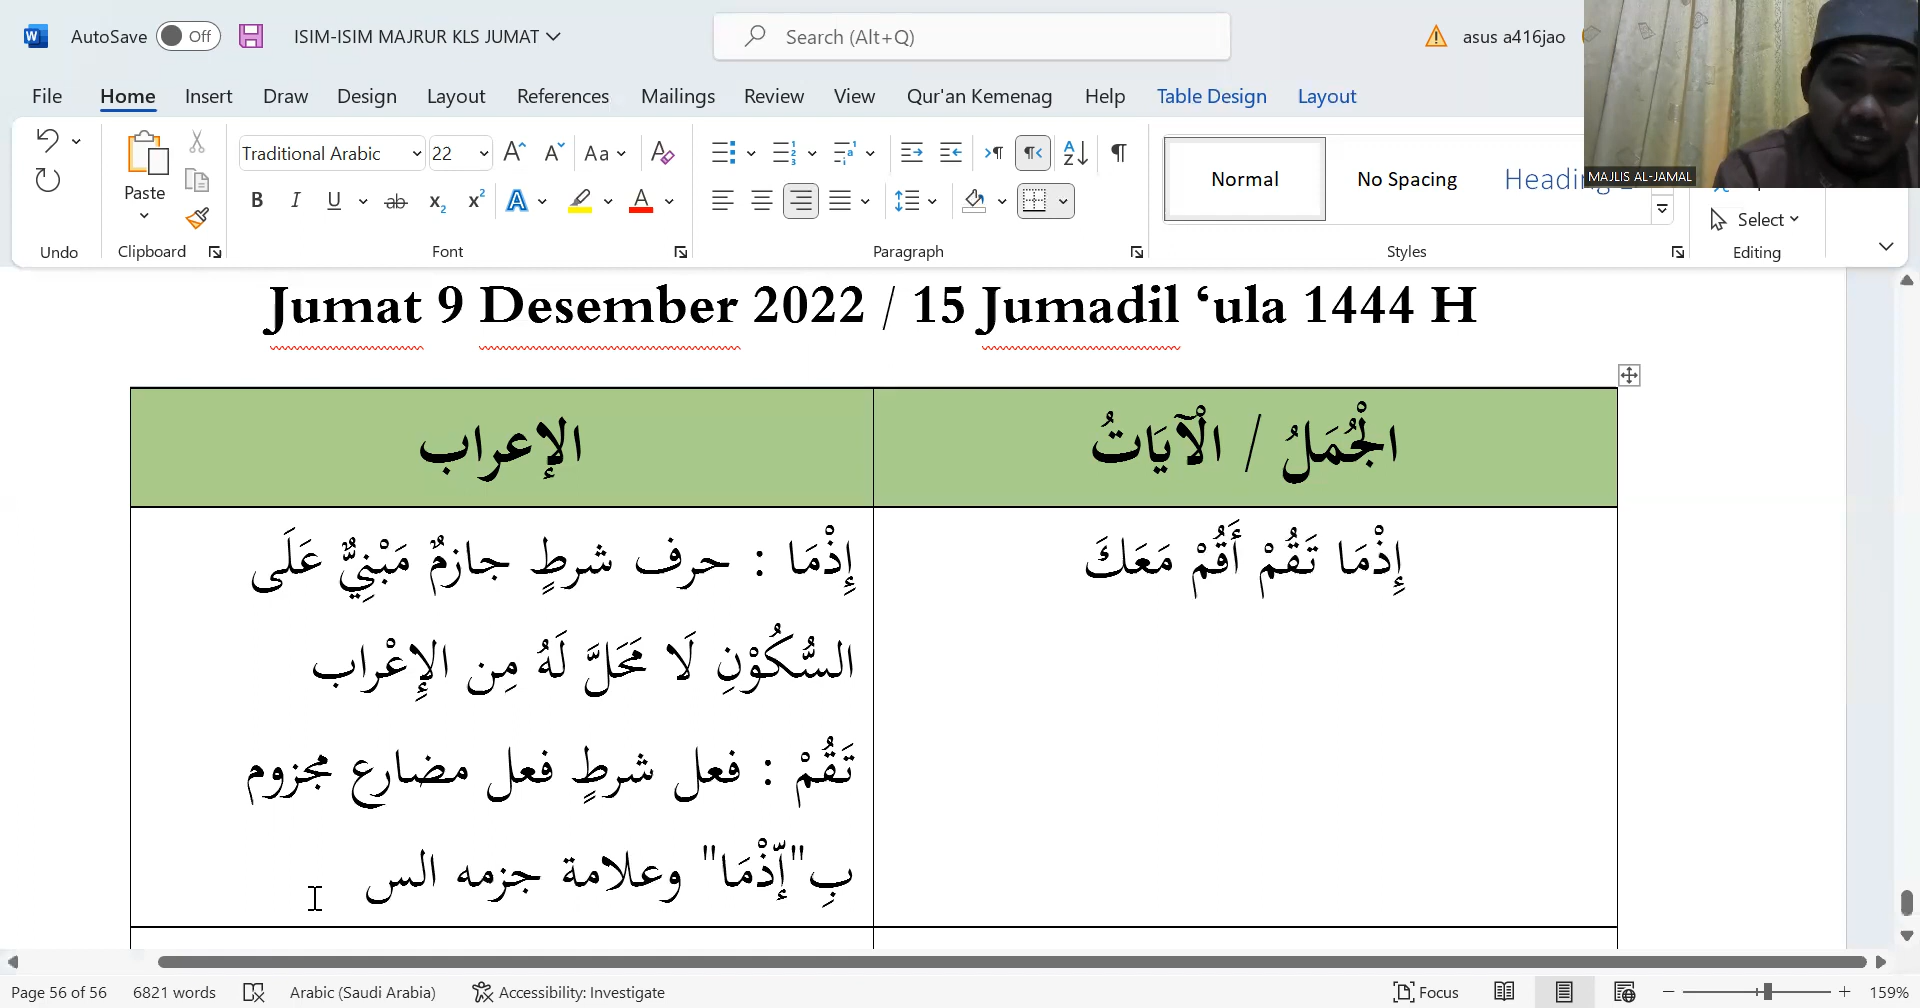 AutoSave Off ISIM-ISIM MAJRUR KLS JUMAT Search (Alt+Q) asus a416jao
File Home Insert Draw Design Layout References Mailings Review View Qur'an Kemenag Help Table Design Layout
MAJLIS AL-JAMAL
Traditional Arabic 22 Aa
Paste
B I U ab
Normal No Spacing Heading
Select
Undo Clipboard Font Paragraph Styles Editing
Jumat 9 Desember 2022 / 15 Jumadil ‘ula 1444 H
الْجُمَلُ / الْآيَاتُ
الإعراب
إِذْمَا تَقُمْ أَقُمْ مَعَكَ
إِذْمَا : حرف شرطٍ جازمٌ مَبْنِيٌّ عَلَى
السُّكُوْنِ لَا مَحَلَّ لَهُ مِن الإِعْراب
تَقُمْ : فعل شرطٍ فعل مضارع مجزوم
بِ"إّذْمَا" وعلامة جزمه الس
Page 56 of 56 6821 words Arabic (Saudi Arabia) Accessibility: Investigate Focus 159%